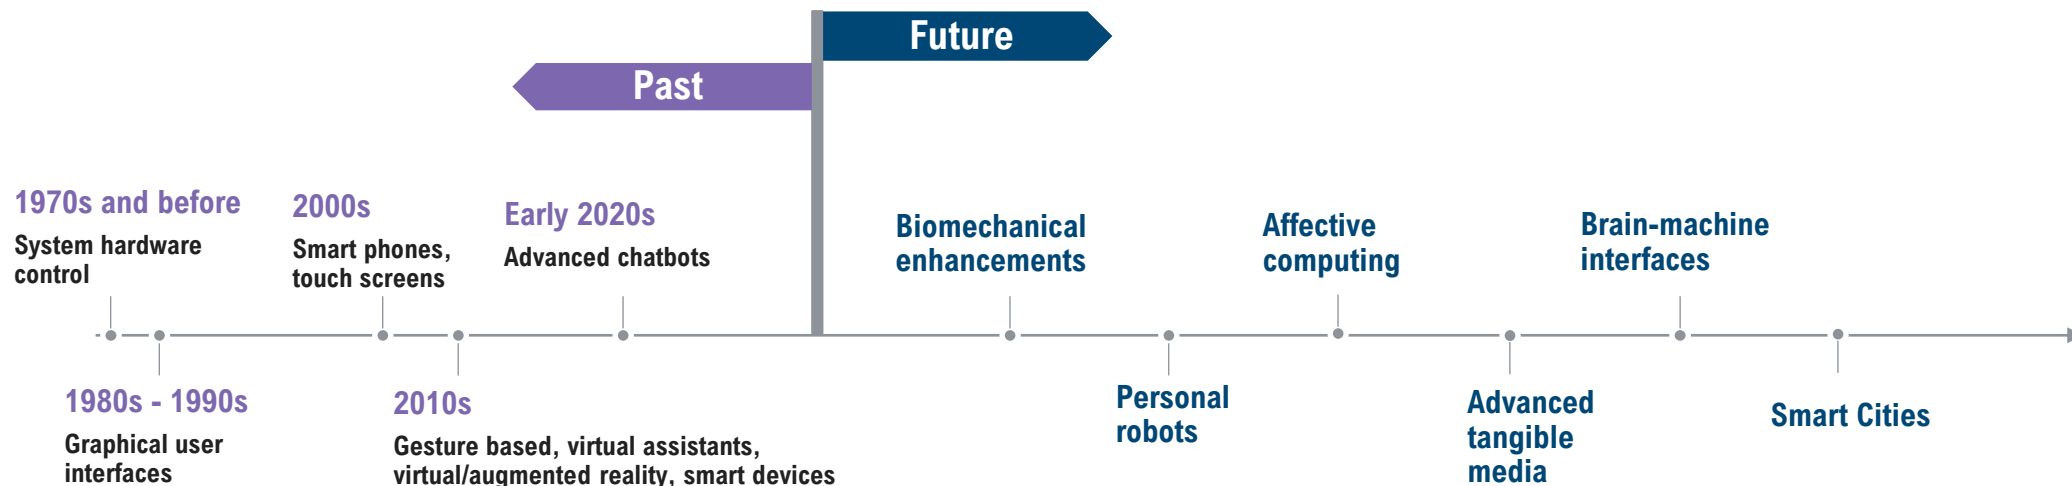 Future
Past
1970s and before
System hardware
control
1980s - 1990s
Graphical user
interfaces
2000s
Smart phones,
touch screens
2010s
Gesture based, virtual assistants,
virtual/augmented reality, smart devices
Early 2020s
Advanced chatbots
Biomechanical
enhancements
Personal
robots
Affective
computing
Advanced
tangible
media
Brain-machine
interfaces
Smart Cities